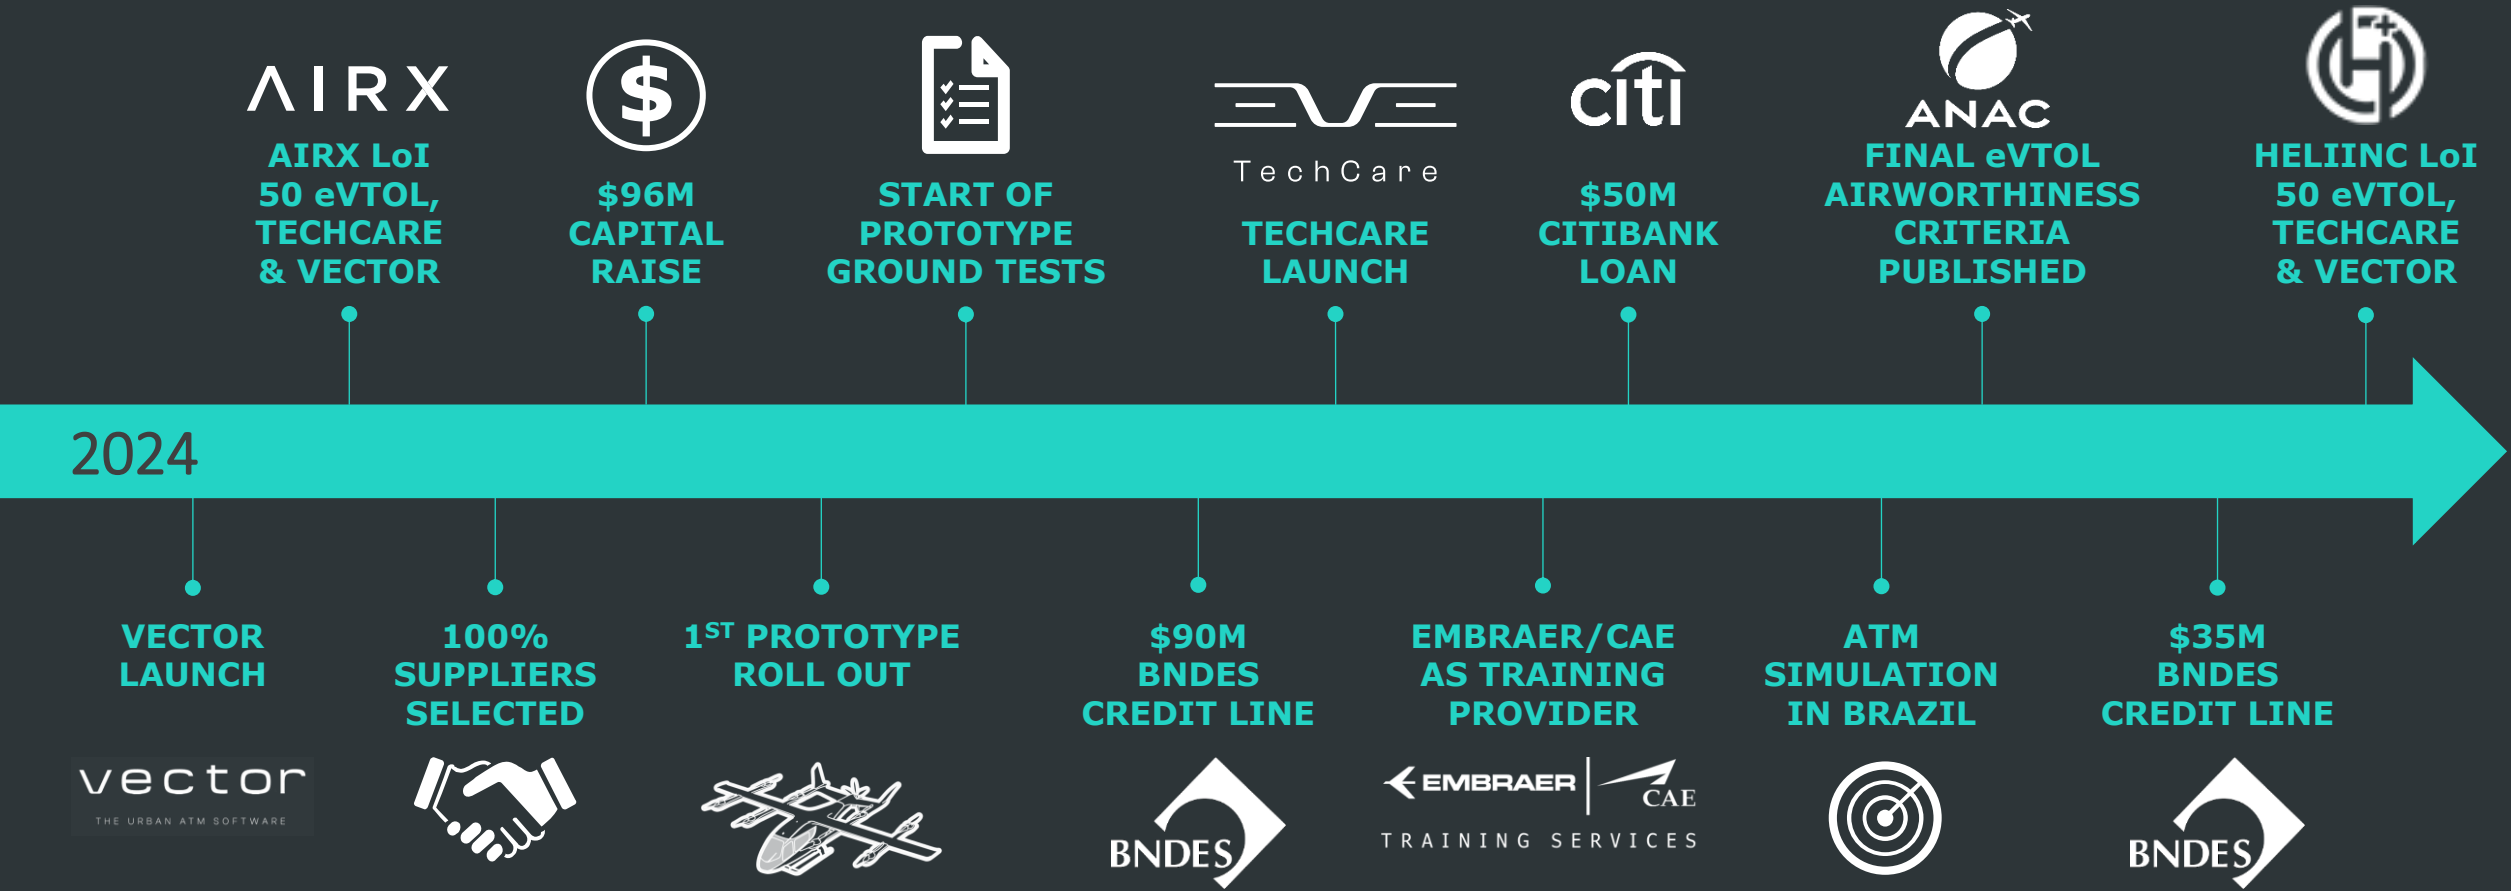 AIRX
AIRX LoI
50 eVTOL,
TECHCARE
& VECTOR
$
$96M
CAPITAL
RAISE
START OF
PROTOTYPE
GROUND TESTS
EVE
TechCare
TECHCARE
LAUNCH
citi
$50M
CITIBANK
LOAN
ANAC
FINAL eVTOL
AIRWORTHINESS
CRITERIA
PUBLISHED
HELIINC LoI
50 eVTOL,
TECHCARE
& VECTOR
2024
VECTOR
LAUNCH
vector
THE URBAN ATM SOFTWARE
100%
SUPPLIERS
SELECTED
1ST PROTOTYPE
ROLL OUT
$90M
BNDES
CREDIT LINE
BNDES
EMBRAER/CAE
AS TRAINING
PROVIDER
EMBRAER CAE
TRAINING SERVICES
ATM
SIMULATION
IN BRAZIL
$35M
BNDES
CREDIT LINE
BNDES